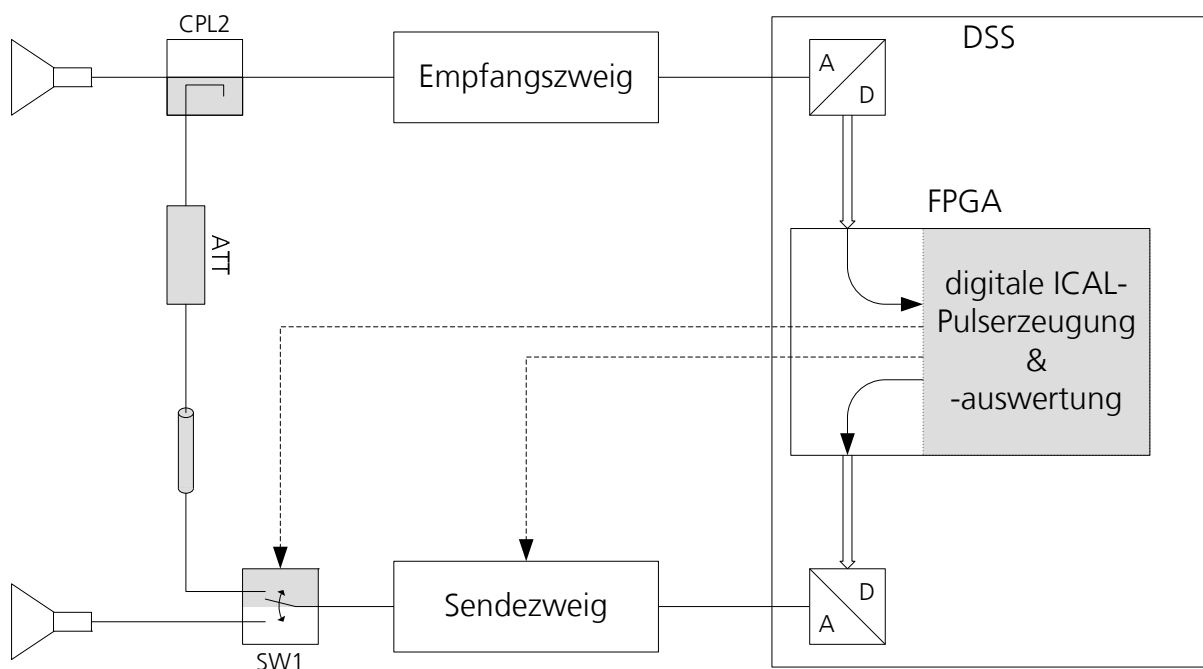 CPL2
DSS
Empfangszweig
A
D
FPGA
ATT
digitale ICAL-
Pulserzeugung
&
-auswertung
Sendezweig
D
A
SW1